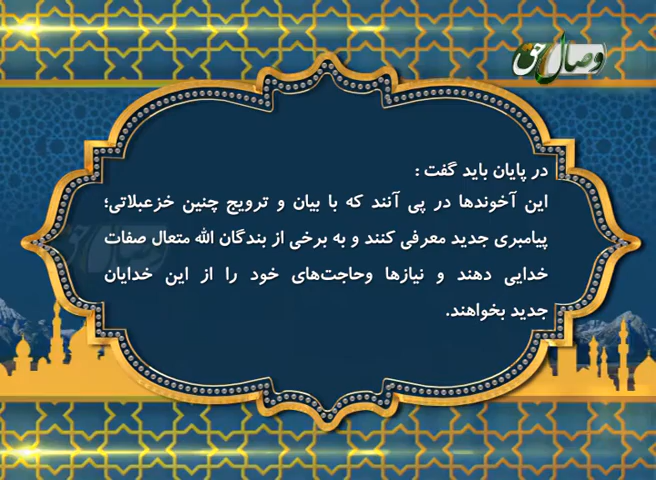 وصال حق
در پایان باید گفت :
این آخوندها در پی آنند که با بیان و ترویج چنین خزعبلاتی؛
پیامبری جدید معرفی کنند و به برخی از بندگان الله متعال صفات
خدایی دهند و نیازها وحاجت‌های خود را از این خدایان
جدید بخواهند.